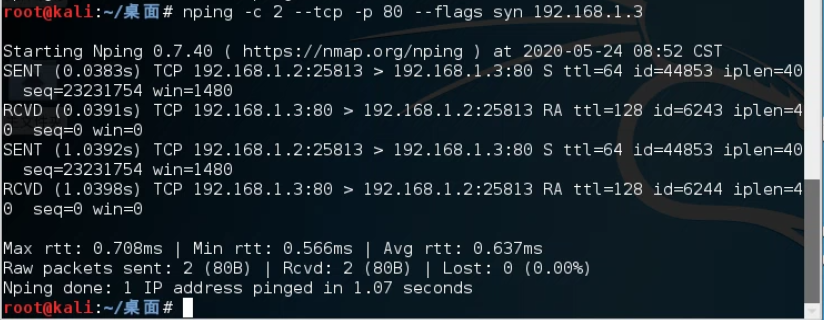 root@kali:~/桌面# nping -c 2 --tcp -p 80 --flags syn 192.168.1.3
Starting Nping 0.7.40 ( https://nmap.org/nping ) at 2020-05-24 08:52 CST
SENT (0.0383s) TCP 192.168.1.2:25813 > 192.168.1.3:80 S ttl=64 id=44853 iplen=40
  seq=23231754 win=1480
RCVD (0.0391s) TCP 192.168.1.3:80 > 192.168.1.2:25813 RA ttl=128 id=6243 iplen=4
0  seq=0 win=0
SENT (1.0392s) TCP 192.168.1.2:25813 > 192.168.1.3:80 S ttl=64 id=44853 iplen=40
  seq=23231754 win=1480
RCVD (1.0398s) TCP 192.168.1.3:80 > 192.168.1.2:25813 RA ttl=128 id=6244 iplen=4
0  seq=0 win=0
Max rtt: 0.708ms | Min rtt: 0.566ms | Avg rtt: 0.637ms
Raw packets sent: 2 (80B) | Rcvd: 2 (80B) | Lost: 0 (0.00%)
Nping done: 1 IP address pinged in 1.07 seconds
root@kali:~/桌面#